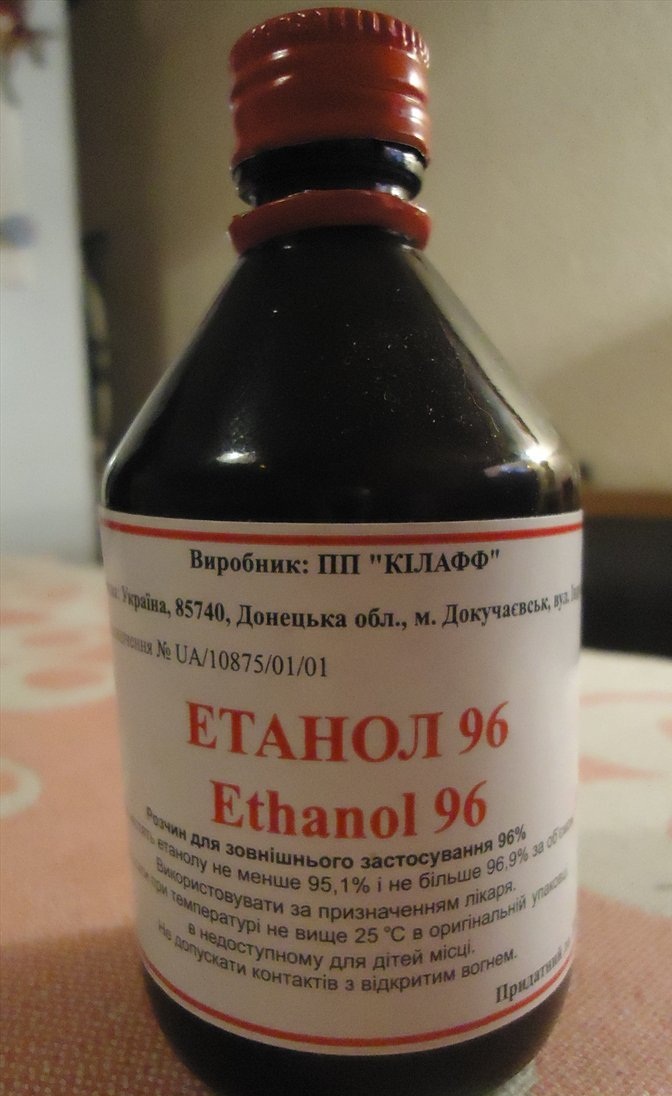 Виробник: ПП "КІЛАФФ"
Україна, 85740, Донецька обл., м. Докучаєвськ, вул.
№ UA/10875/01/01
ЕТАНОЛ 96
Ethanol 96
Розчин для зовнішнього застосування 96%
етанолу не менше 95,1% і не більше 96,9% за об'ємом
Використовувати за призначенням лікаря.
при температурі не вище 25 °C в оригінальній упаковці
в недоступному для дітей місці.
Не допускати контактів з відкритим вогнем.
Придатний